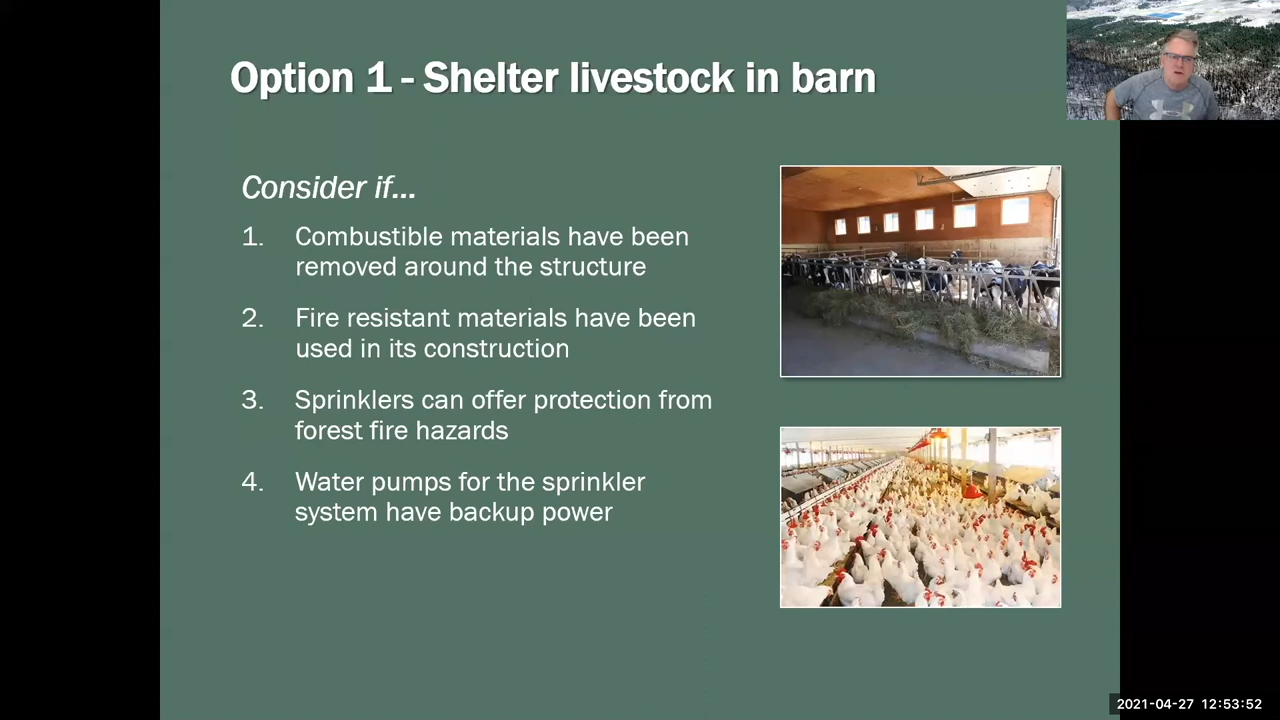 Option 1 - Shelter livestock in barn
Consider if...
1. Combustible materials have been
removed around the structure
2. Fire resistant materials have been
used in its construction
3. Sprinklers can offer protection from
forest fire hazards
4. Water pumps for the sprinkler
system have backup power
2021-04-27 12:53:52